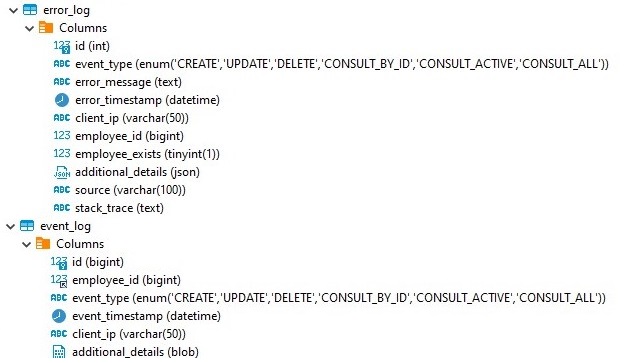 error_log
Columns
123 id (int)
ABC event_type (enum('CREATE','UPDATE','DELETE','CONSULT_BY_ID','CONSULT_ACTIVE','CONSULT_ALL'))
ABC error_message (text)
error_timestamp (datetime)
ABC client_ip (varchar(50))
123 employee_id (bigint)
123 employee_exists (tinyint(1))
JSON additional_details (json)
ABC source (varchar(100))
ABC stack_trace (text)
event_log
Columns
123 id (bigint)
123 employee_id (bigint)
ABC event_type (enum('CREATE','UPDATE','DELETE','CONSULT_BY_ID','CONSULT_ACTIVE','CONSULT_ALL'))
event_timestamp (datetime)
ABC client_ip (varchar(50))
additional_details (blob)